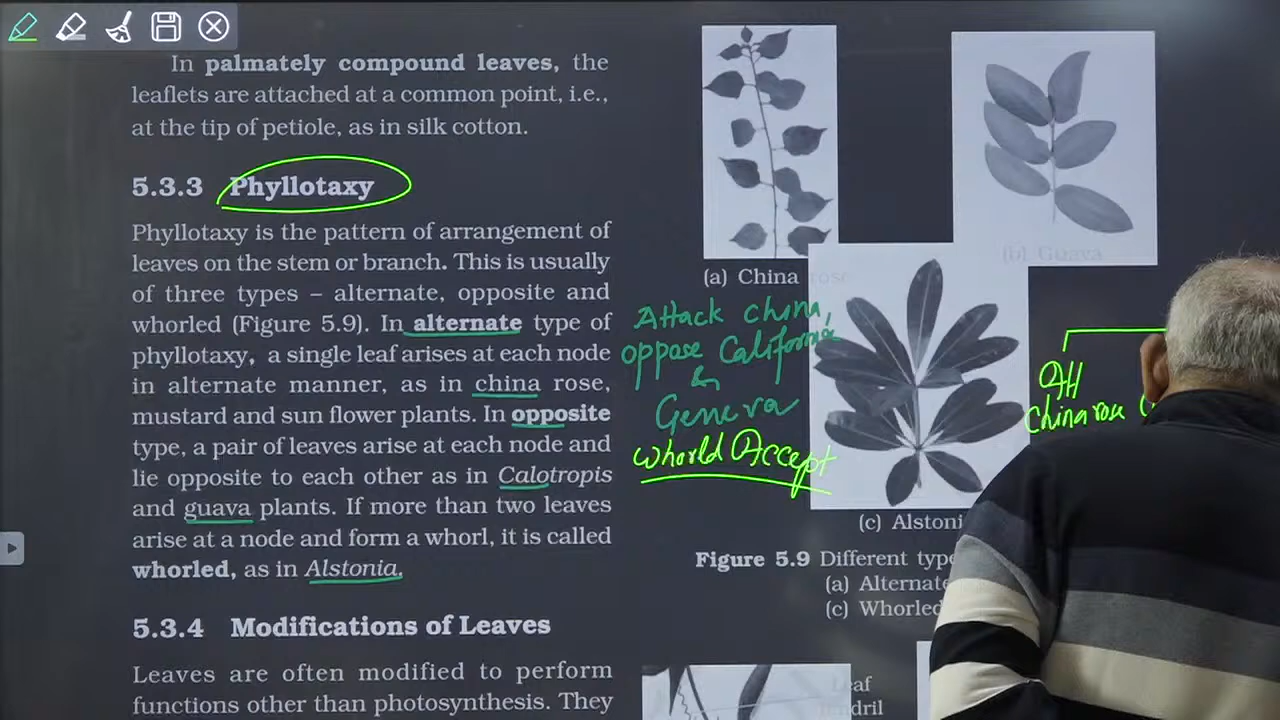 In palmately compound leaves, the
leaflets are attached at a common point, i.e.,
at the tip of petiole, as in silk cotton.
5.3.3 Phyllotaxy
Phyllotaxy is the pattern of arrangement of
leaves on the stem or branch. This is usually
of three types – alternate, opposite and
whorled (Figure 5.9). In alternate type of
phyllotaxy, a single leaf arises at each node
in alternate manner, as in china rose,
mustard and sun flower plants. In opposite
type, a pair of leaves arise at each node and
lie opposite to each other as in Calotropis
and guava plants. If more than two leaves
arise at a node and form a whorl, it is called
whorled, as in Alstonia.
5.3.4 Modifications of Leaves
Leaves are often modified to perform
functions other than photosynthesis. They
(a) China rose
(b) Guava
Attack China,
oppase California
&
Geneva
whorld Accept
China rose
(c) Alstoni
Figure 5.9 Different type
(a) Alternate
(c) Whorled
Leaf